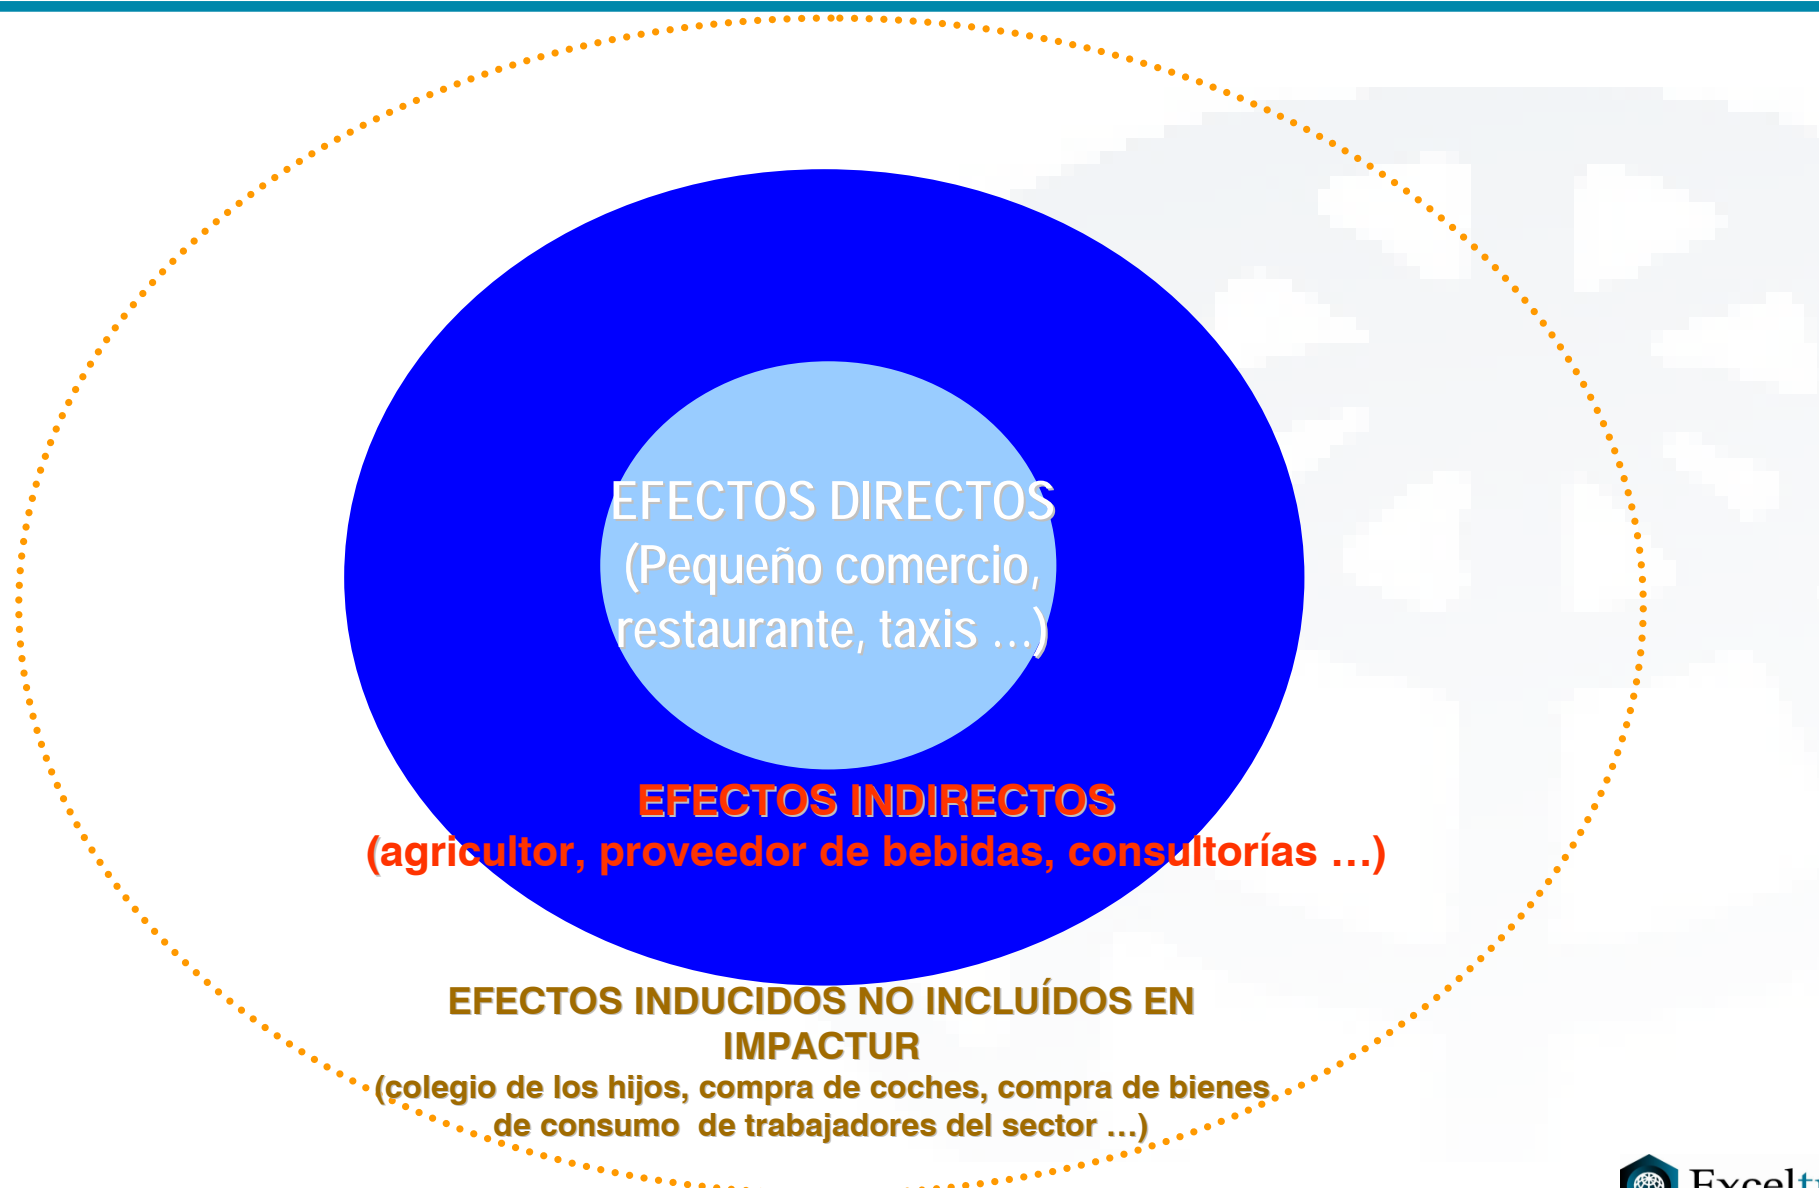 EFECTOS DIRECTOS
(Pequeño comercio,
restaurante, taxis ...)
EFECTOS INDIRECTOS
(agricultor, proveedor de bebidas, consultorías …)
EFECTOS INDUCIDOS NO INCLUÍDOS EN
IMPACTUR
(colegio de los hijos, compra de coches, compra de bienes
de consumo  de trabajadores del sector …)